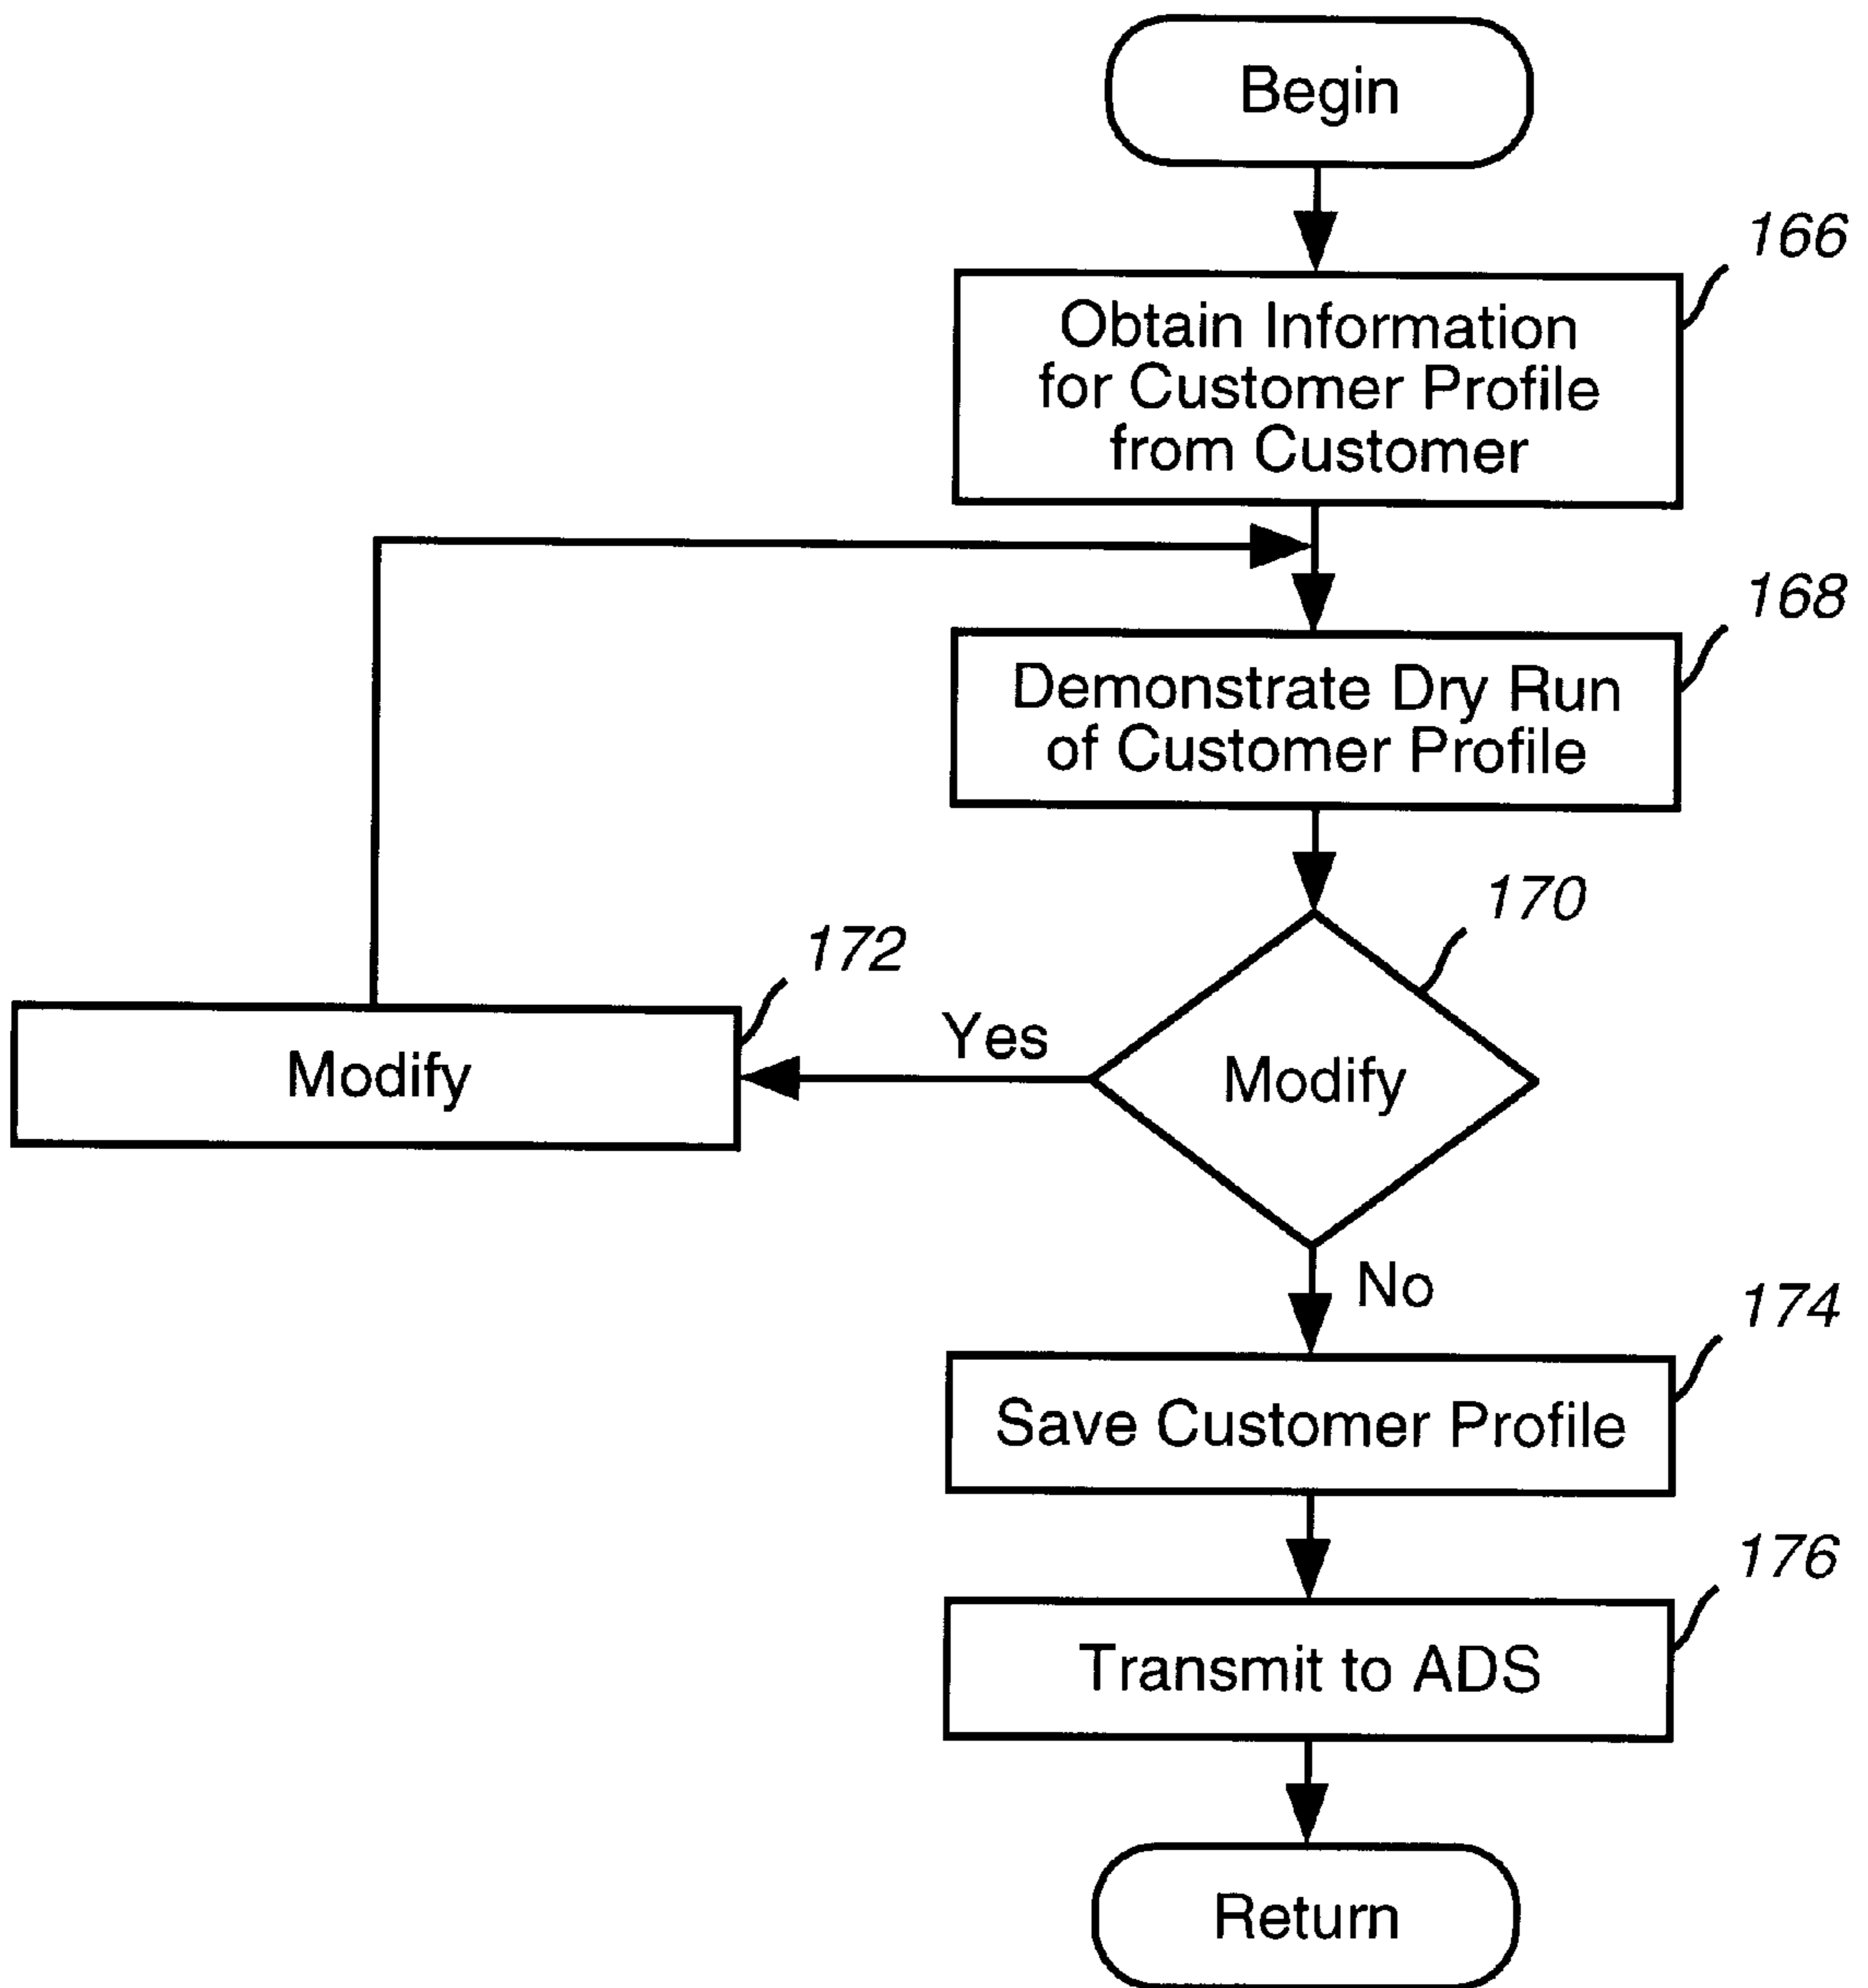 Begin
166
Obtain Information
for Customer Profile
from Customer
168
Demonstrate Dry Run
of Customer Profile
170
172
Yes
Modify
Modify
No
174
Save Customer Profile
176
Transmit to ADS
Return